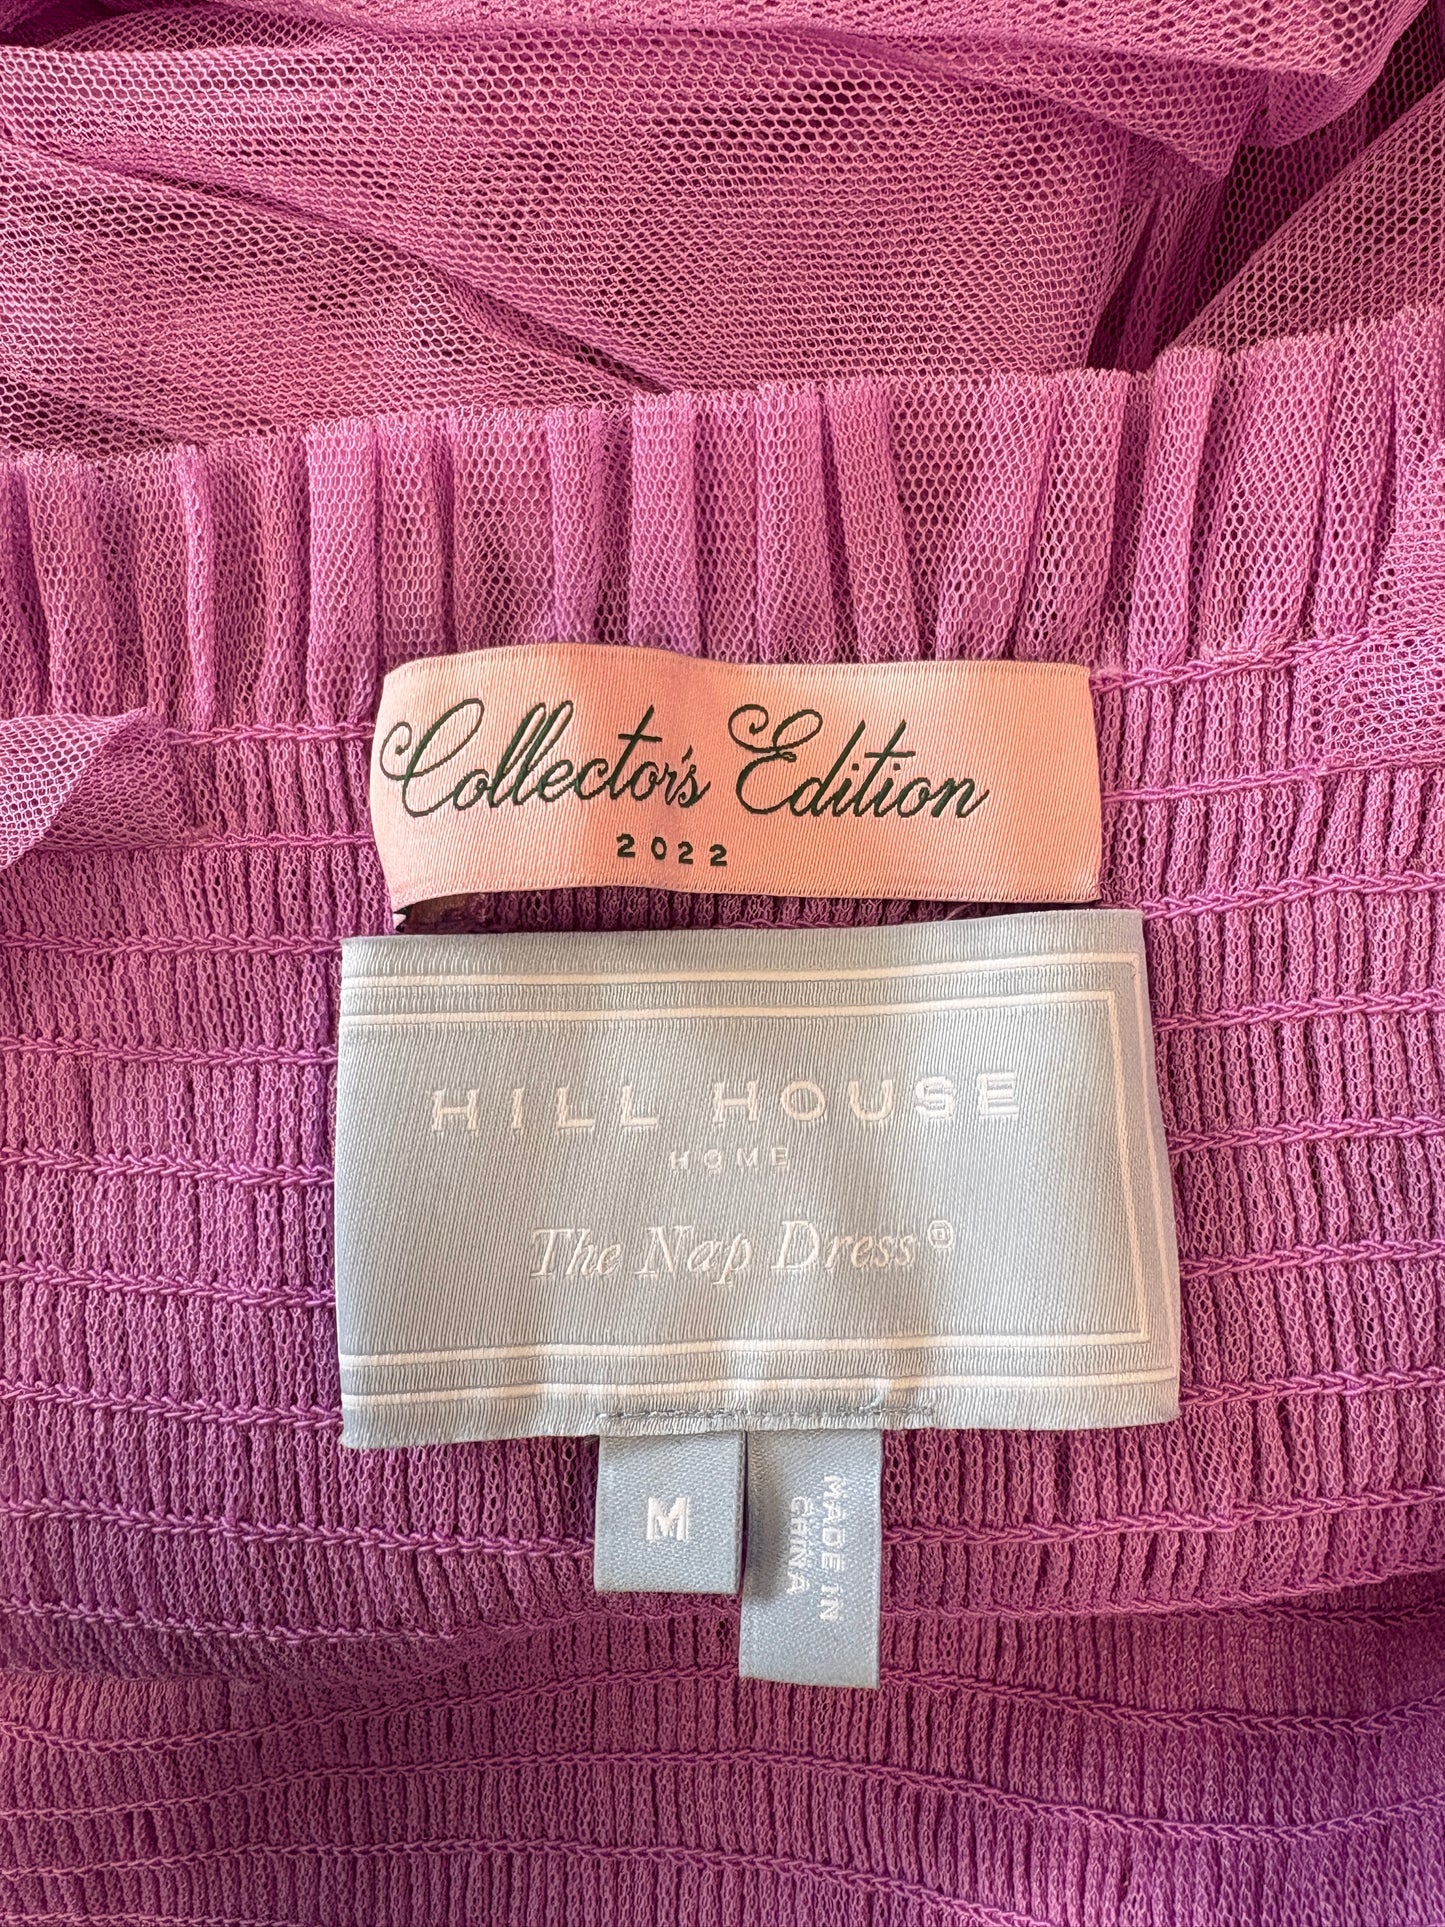 Collector's Edition
2022
HILL HOUSE
HOME
The Nap Dress®
M
MADE IN
CHINA